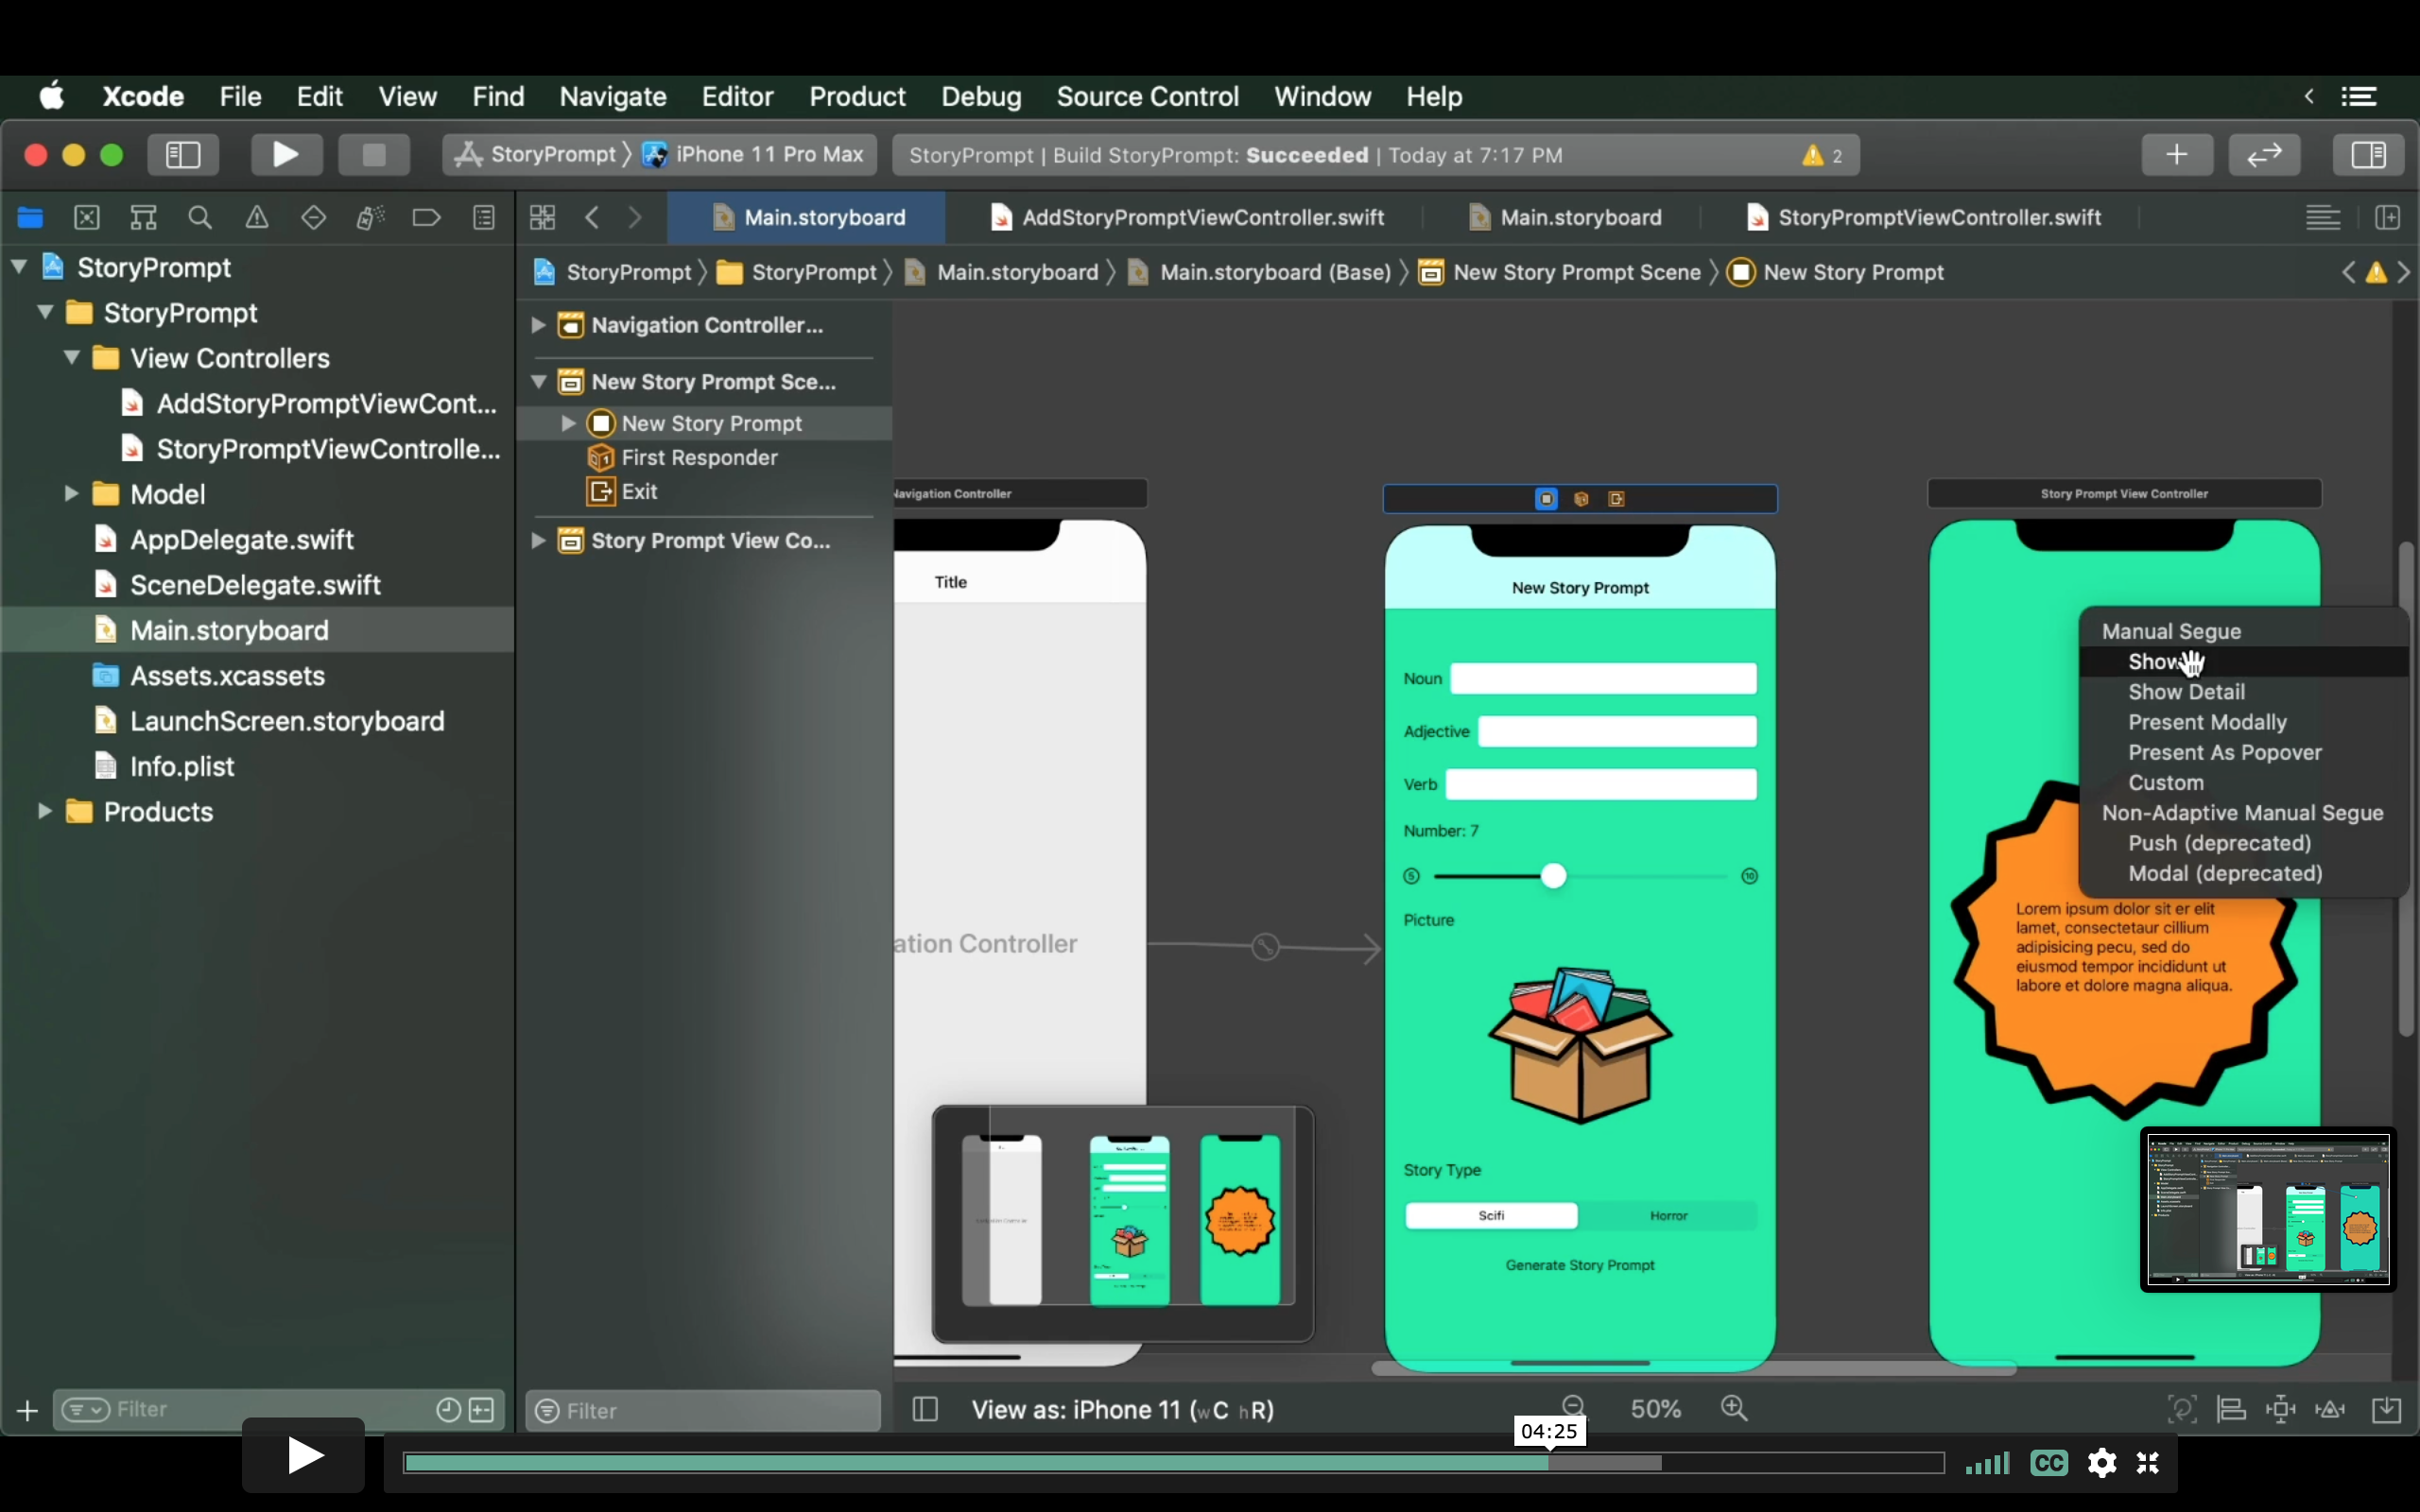 Xcode File Edit View Find Navigate Editor Product Debug Source Control Window Help
StoryPrompt iPhone 11 Pro Max
StoryPrompt | Build StoryPrompt: Succeeded | Today at 7:17 PM
2
Main.storyboard
AddStoryPromptViewController.swift
Main.storyboard
StoryPromptViewController.swift
StoryPrompt
StoryPrompt
Main.storyboard
Main.storyboard (Base)
New Story Prompt Scene
New Story Prompt
StoryPrompt
StoryPrompt
View Controllers
AddStoryPromptViewCont...
StoryPromptViewControlle...
Model
AppDelegate.swift
SceneDelegate.swift
Main.storyboard
Assets.xcassets
LaunchScreen.storyboard
Info.plist
Products
Filter
Navigation Controller...
New Story Prompt Sce...
New Story Prompt
First Responder
Exit
Story Prompt View Co...
Filter
Navigation Controller
Title
ation Controller
New Story Prompt
Noun
Adjective
Verb
Number: 7
5
10
Picture
Story Type
Scifi Horror
Generate Story Prompt
Story Prompt View Controller
Manual Segue
Show
Show Detail
Present Modally
Present As Popover
Custom
Non-Adaptive Manual Segue
Push (deprecated)
Modal (deprecated)
Lorem ipsum dolor sit er elit
lamet, consectetaur cillium
adipisicing pecu, sed do
eiusmod tempor incididunt ut
labore et dolore magna aliqua.
View as: iPhone 11 (wC hR)
50%
04:25
CC